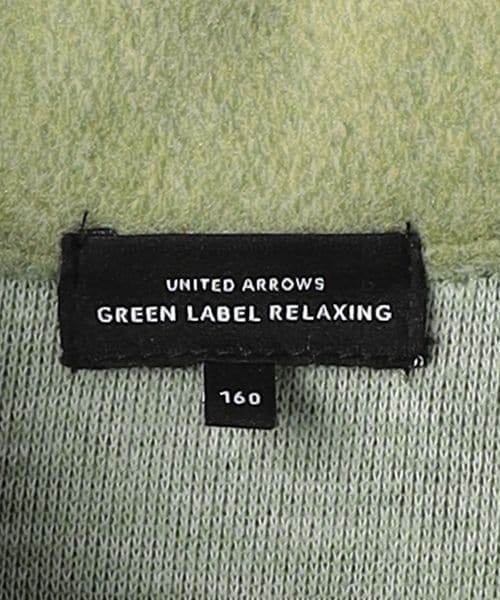 UNITED ARROWS
GREEN LABEL RELAXING
160